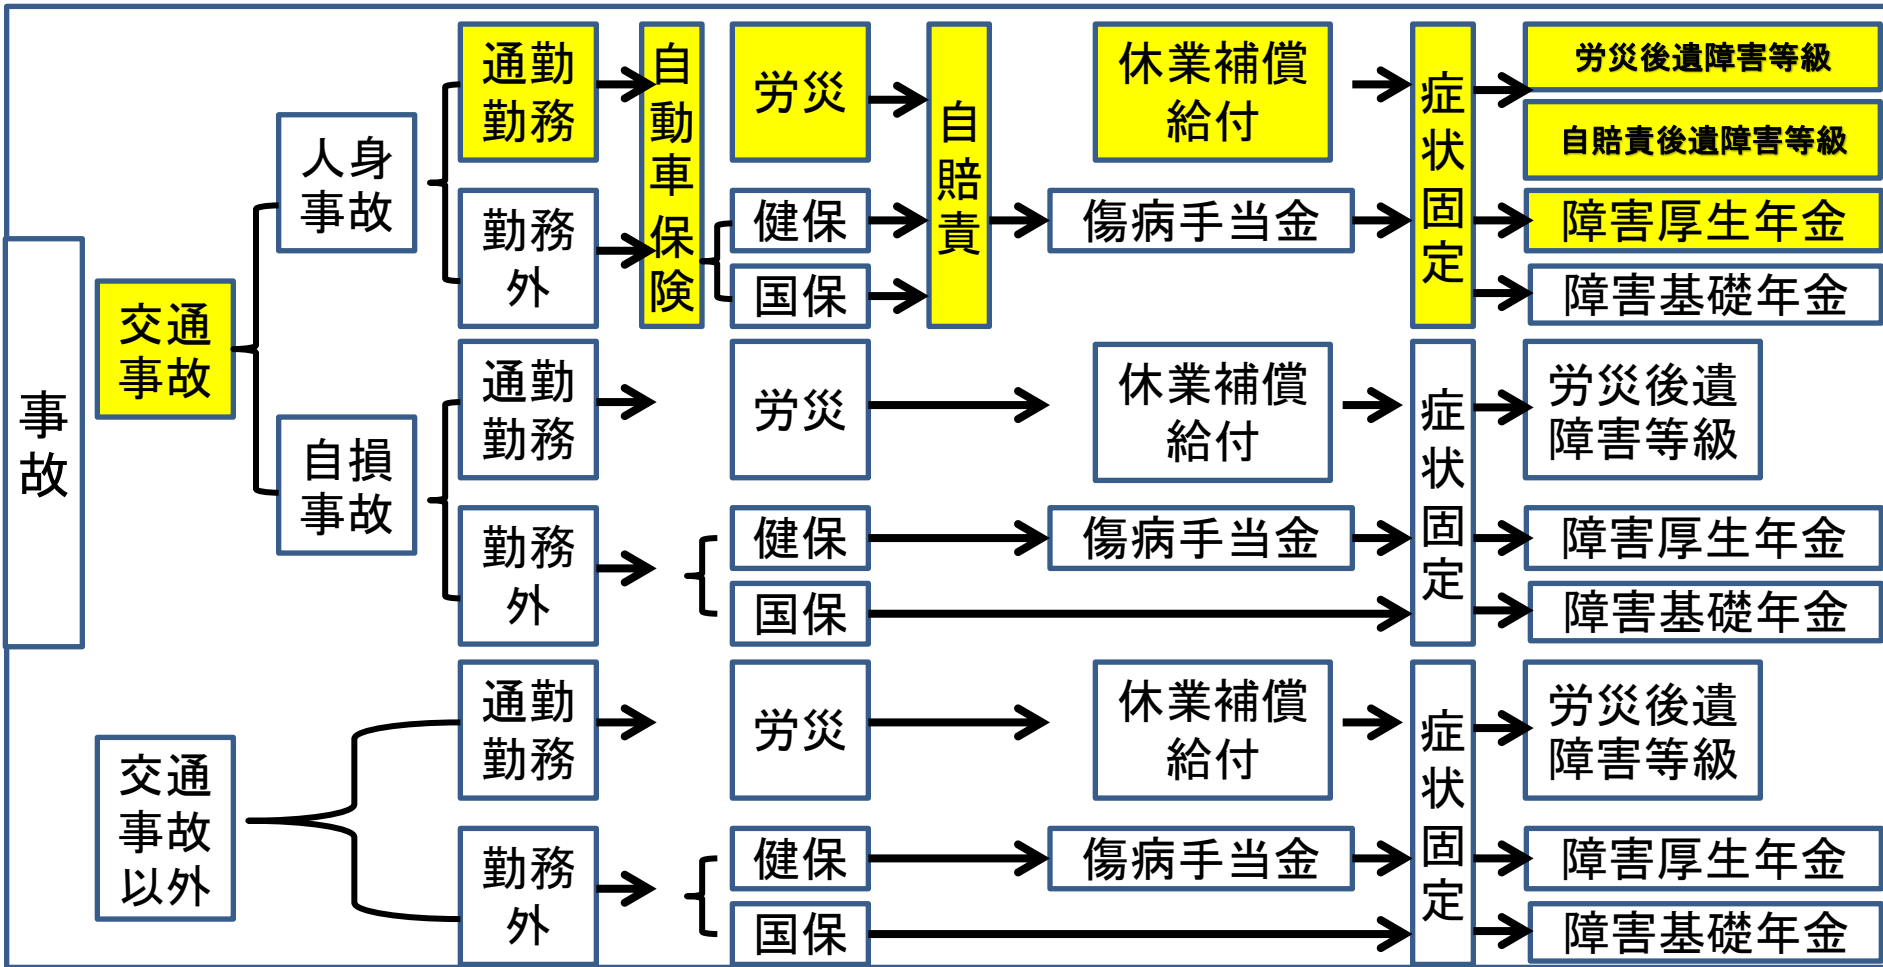 事故
交通
事故
人身
事故
通勤
勤務
勤務
外
自動車保険
労災
健保
国保
自賠責
休業補償
給付
傷病手当金
症状固定
労災後遺障害等級
自賠責後遺障害等級
障害厚生年金
障害基礎年金
自損
事故
通勤
勤務
勤務
外
労災
健保
国保
休業補償
給付
傷病手当金
症状固定
労災後遺
障害等級
障害厚生年金
障害基礎年金
交通
事故
以外
通勤
勤務
勤務
外
労災
健保
国保
休業補償
給付
傷病手当金
症状固定
労災後遺
障害等級
障害厚生年金
障害基礎年金